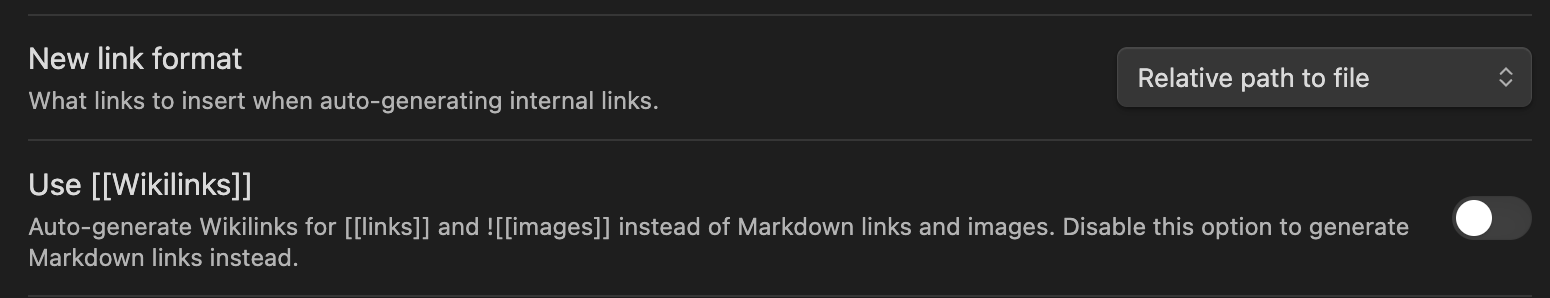 New link format
Relative path to file
What links to insert when auto-generating internal links.
Use [[Wikilinks]]
Auto-generate Wikilinks for [[links]] and ![[images]] instead of Markdown links and images. Disable this option to generate
Markdown links instead.